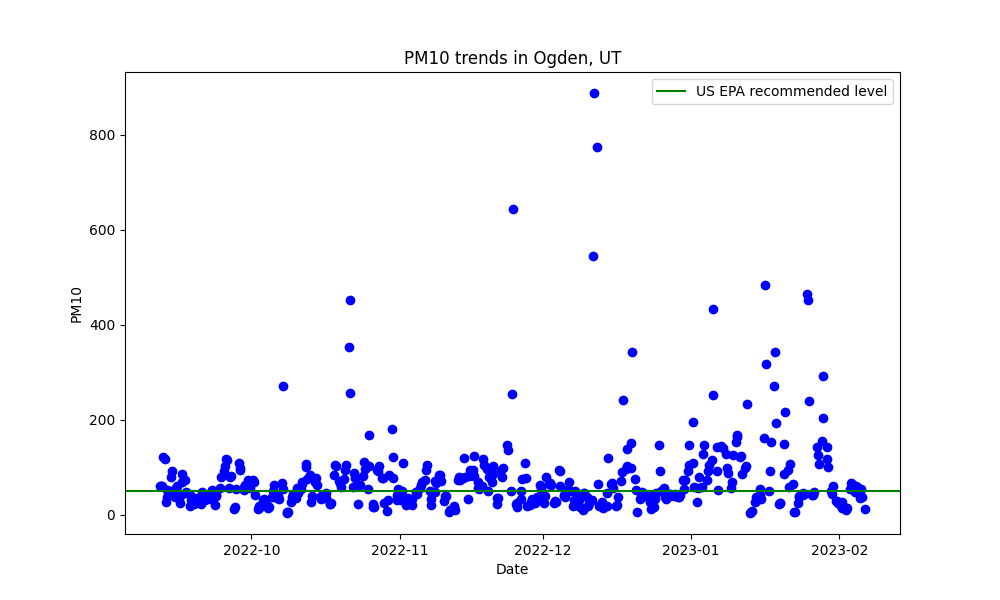 PM10 trends in Ogden, UT
US EPA recommended level
800
600
400
200
0
PM10
2022-10
2022-11
2022-12
2023-01
2023-02
Date